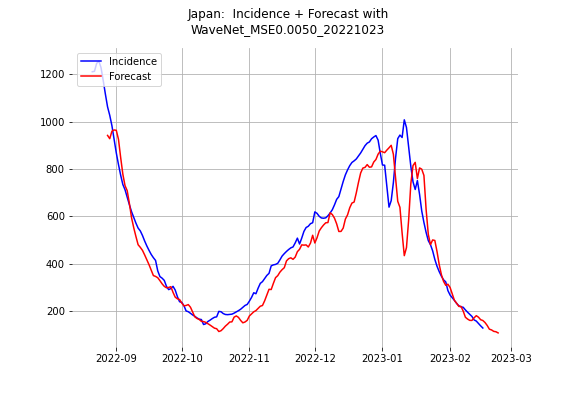 Japan:  Incidence + Forecast with
WaveNet_MSE0.0050_20221023
Incidence
Forecast
1200
1000
800
600
400
200
2022-09 2022-10 2022-11 2022-12 2023-01 2023-02 2023-03